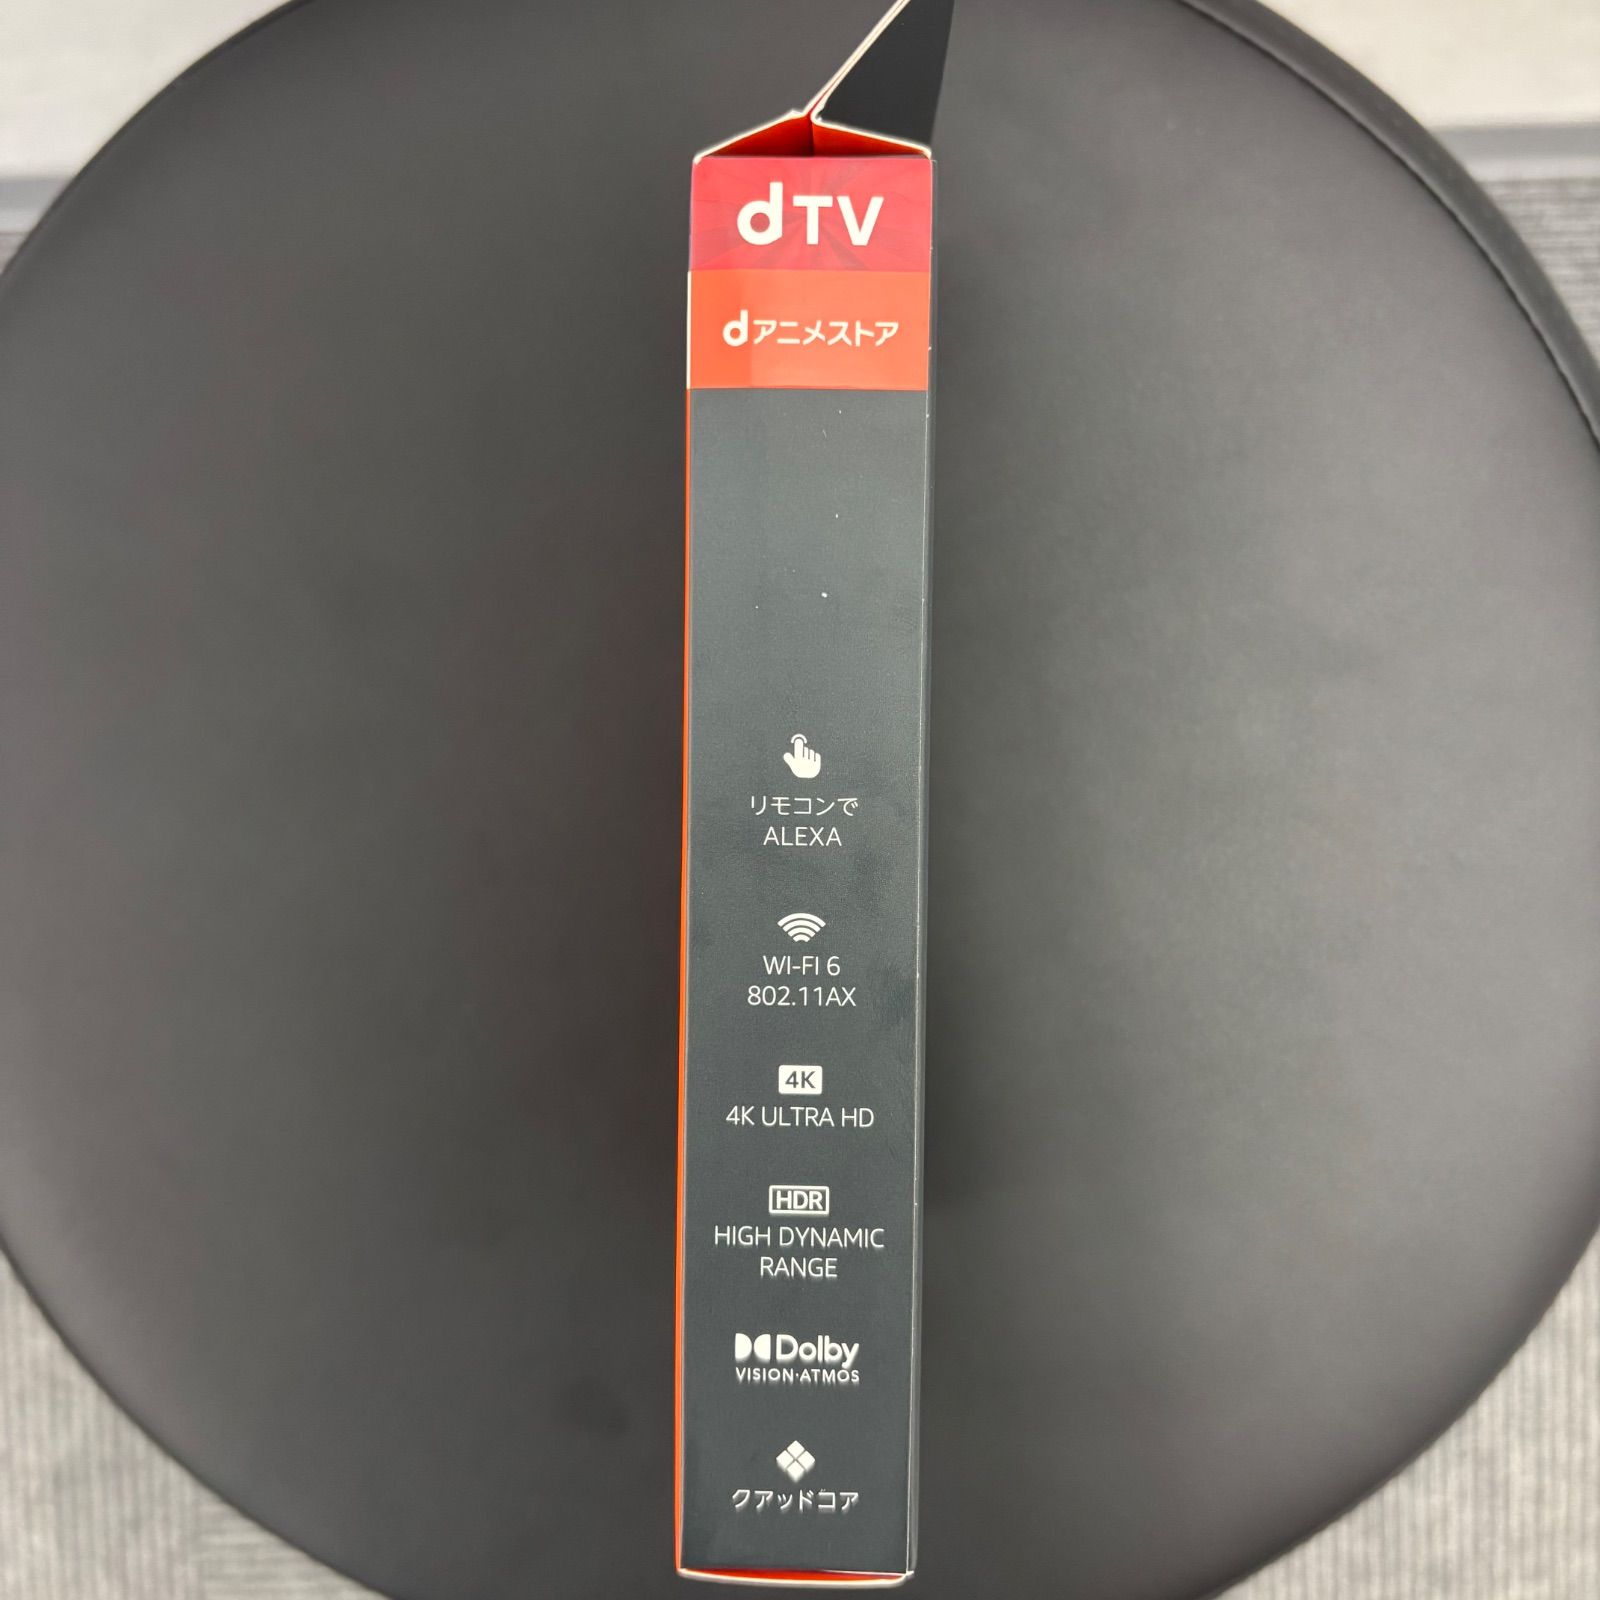 dTV
dアニメストア
リモコンで
ALEXA
WI-FI 6
802.11AX
4K
4K ULTRA HD
HDR
HIGH DYNAMIC
RANGE
Dolby
VISION·ATMOS
クアッドコア